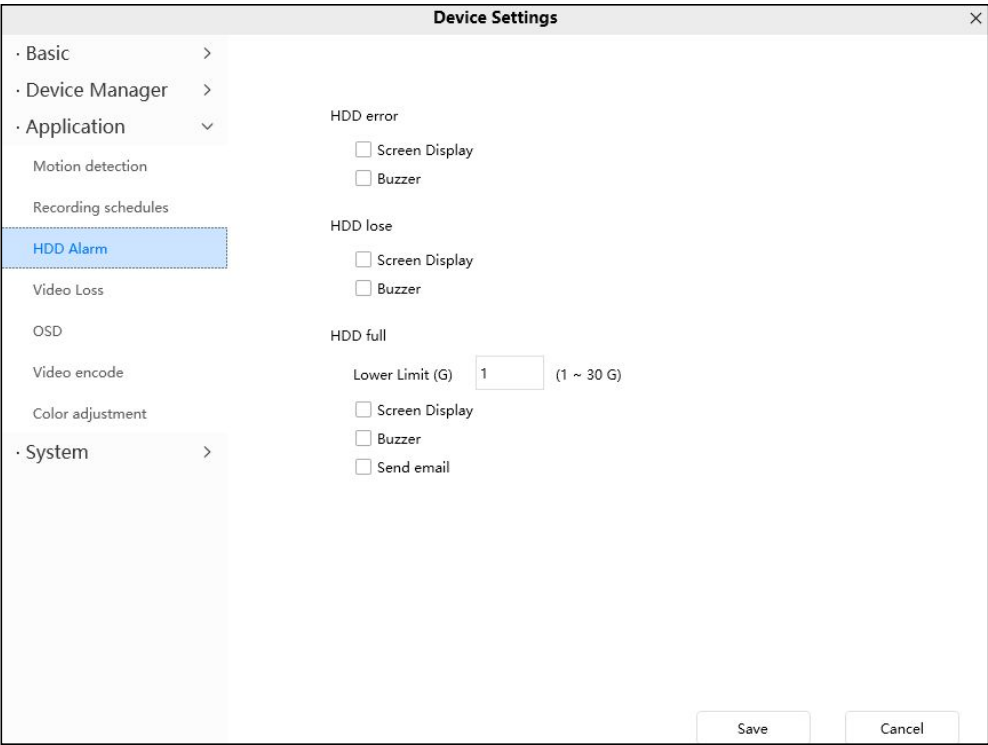 Device Settings
· Basic
· Device Manager
· Application
Motion detection
Recording schedules
HDD Alarm
Video Loss
OSD
Video encode
Color adjustment
· System
HDD error
Screen Display
Buzzer
HDD lose
Screen Display
Buzzer
HDD full
Lower Limit (G) 1 (1 ~ 30 G)
Screen Display
Buzzer
Send email
Save Cancel